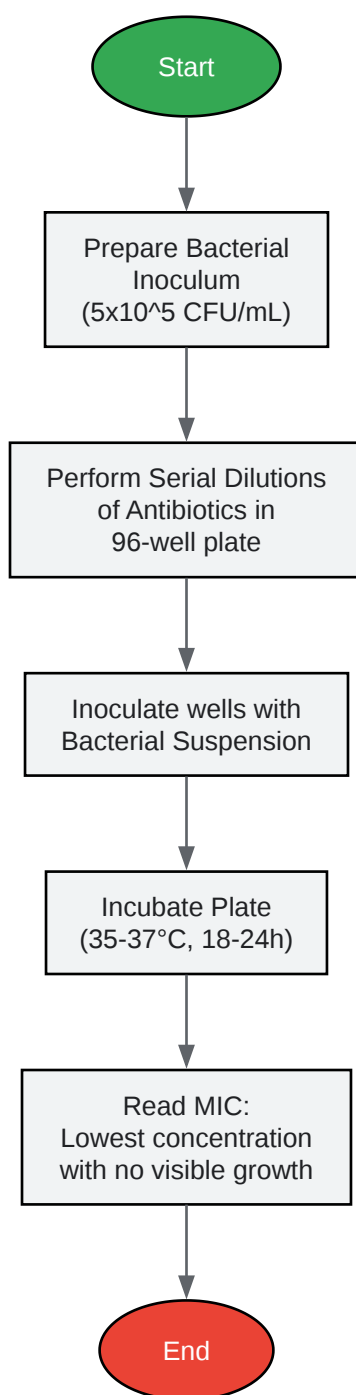 Start
Prepare Bacterial
Inoculum
(5x10^5 CFU/mL)
Perform Serial Dilutions
of Antibiotics in
96-well plate
Inoculate wells with
Bacterial Suspension
Incubate Plate
(35-37°C, 18-24h)
Read MIC:
Lowest concentration
with no visible growth
End